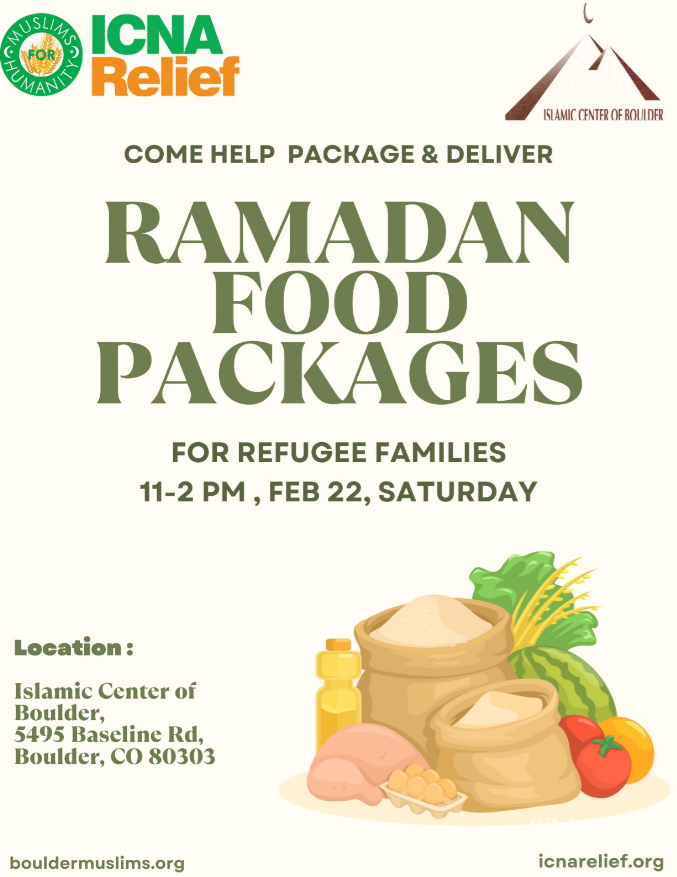 MUSLIMS
FOR
HUMANITY
ICNA
Relief
ISLAMIC CENTER OF BOULDER
COME HELP PACKAGE & DELIVER
RAMADAN
FOOD
PACKAGES
FOR REFUGEE FAMILIES
11-2 PM , FEB 22, SATURDAY
Location :
Islamic Center of
Boulder,
5495 Baseline Rd,
Boulder, CO 80303
bouldermuslims.org
icnarelief.org